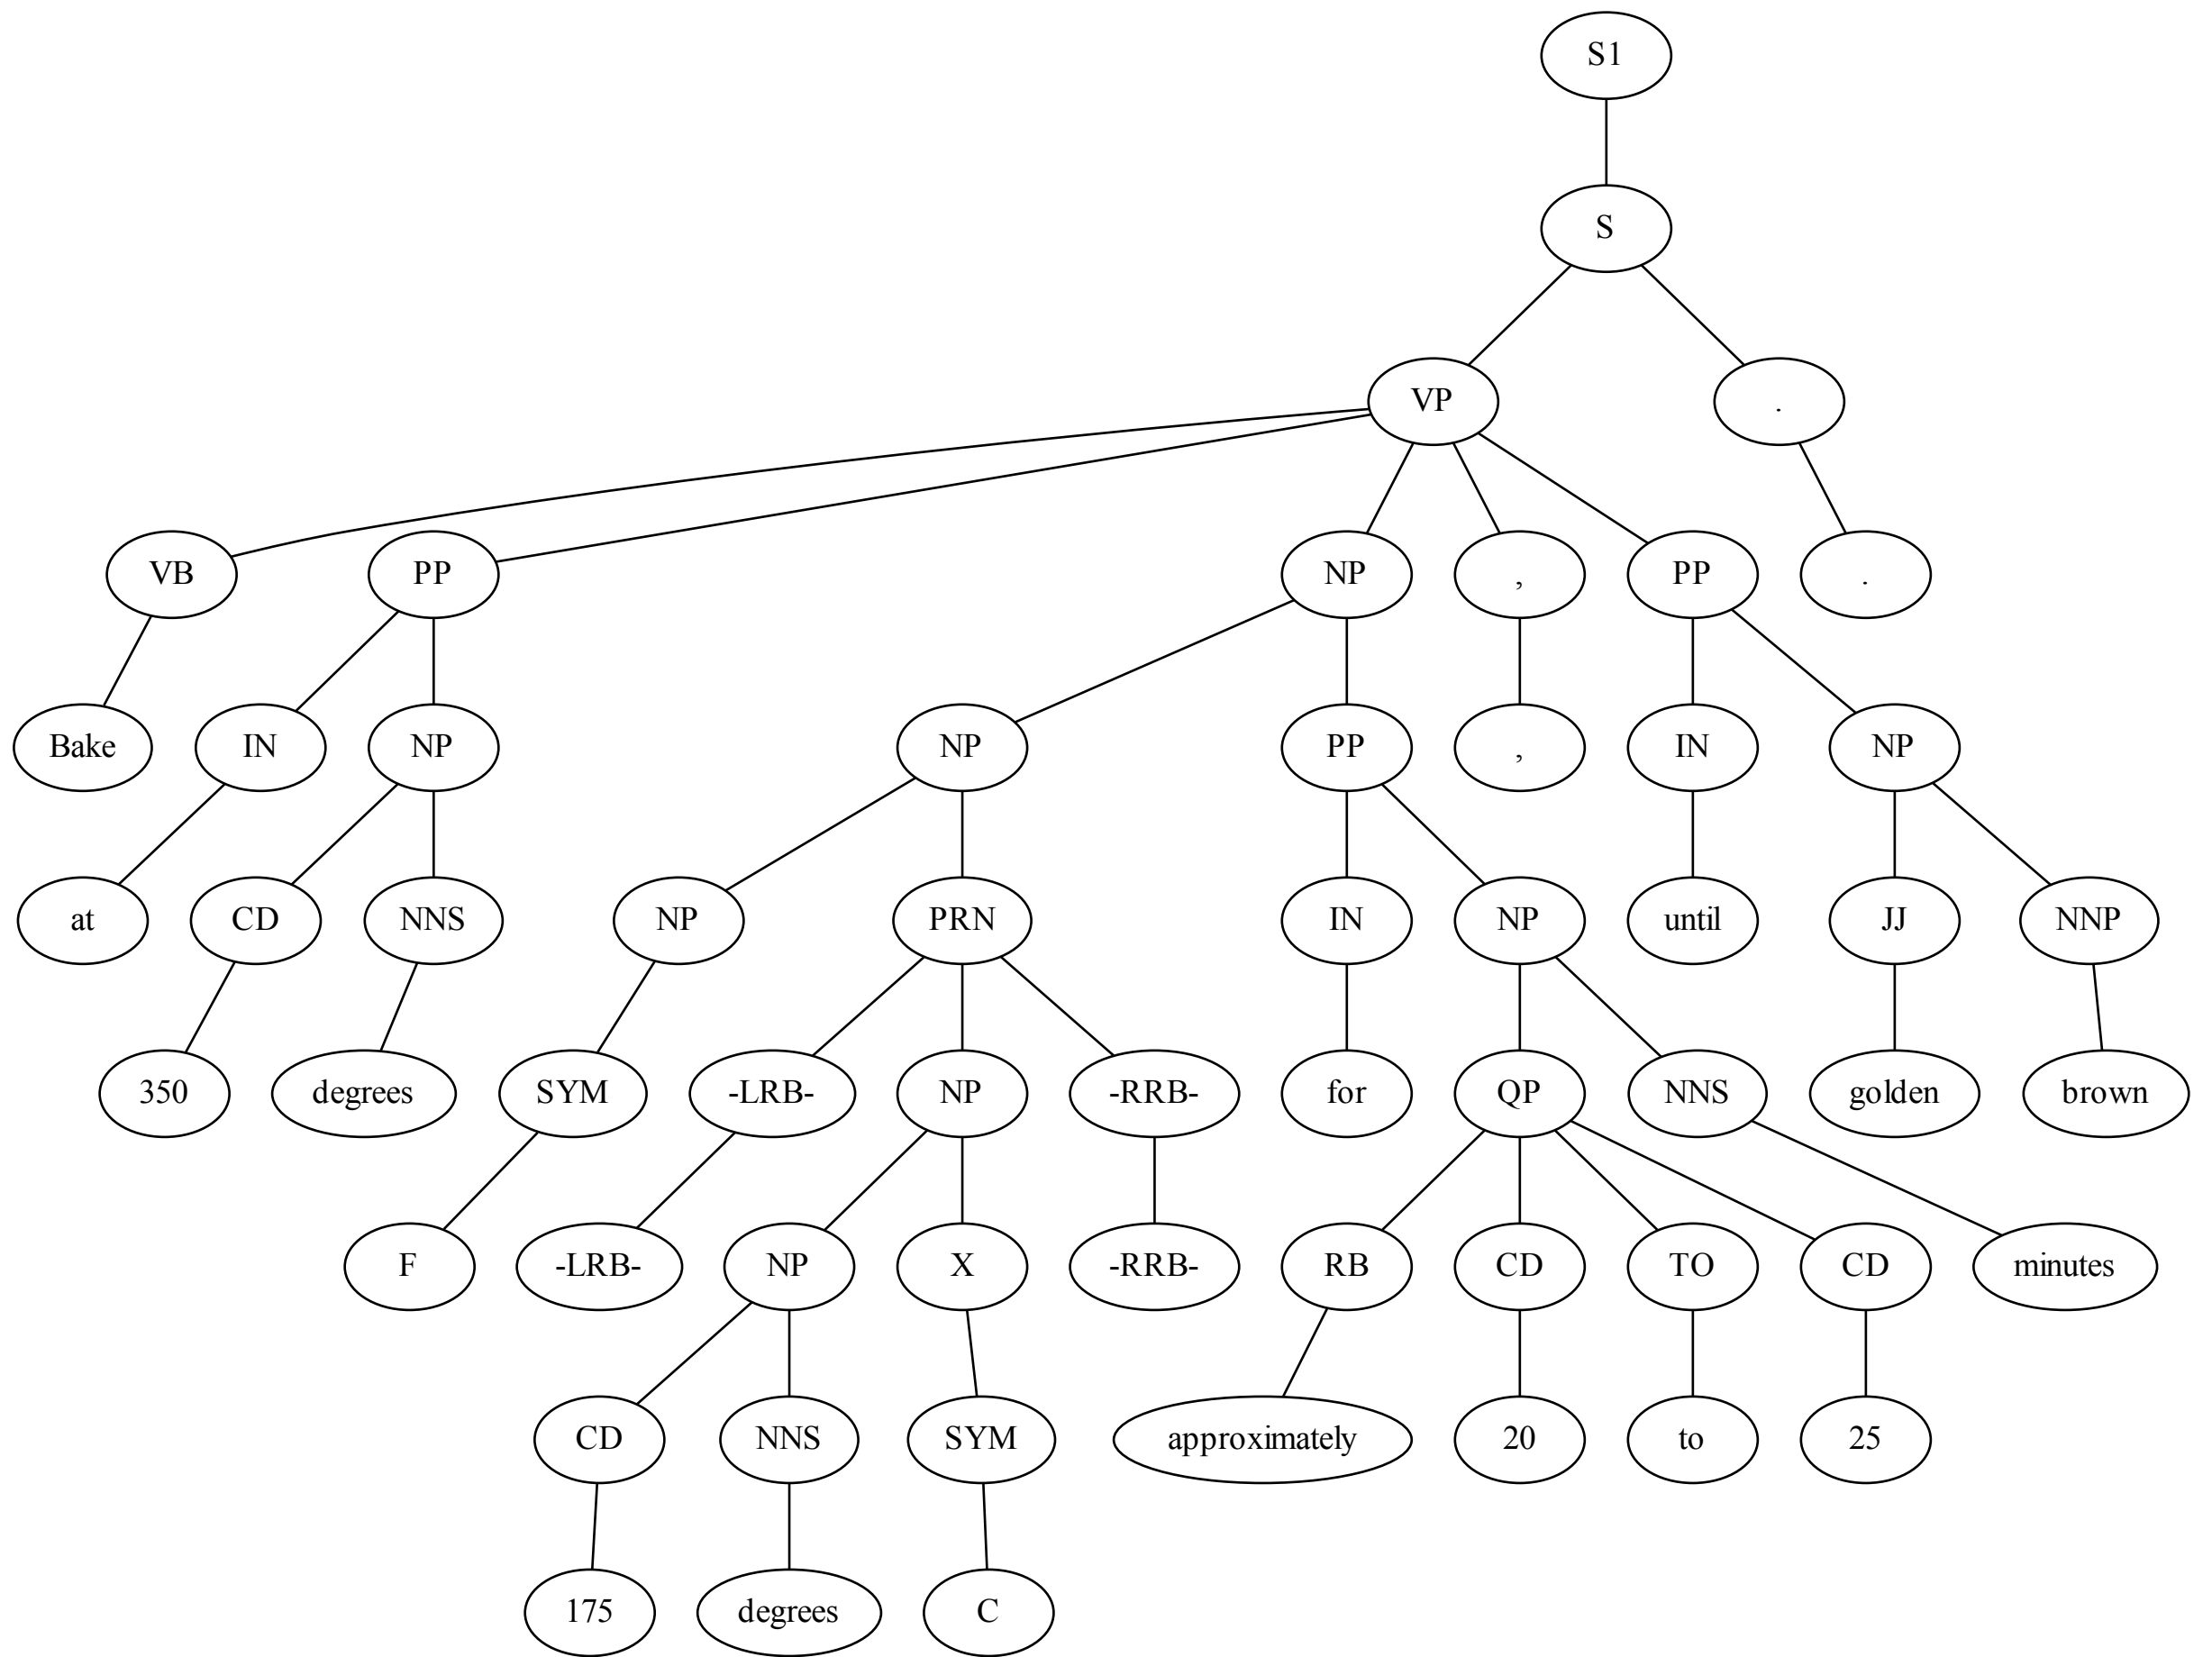 S1
S
VP .
VB PP NP , PP .
Bake IN NP NP PP , IN NP
at CD NNS NP PRN IN NP until JJ NNP
350 degrees SYM -LRB- NP -RRB- for QP NNS golden brown
F -LRB- NP X -RRB- RB CD TO CD minutes
CD NNS SYM approximately 20 to 25
175 degrees C